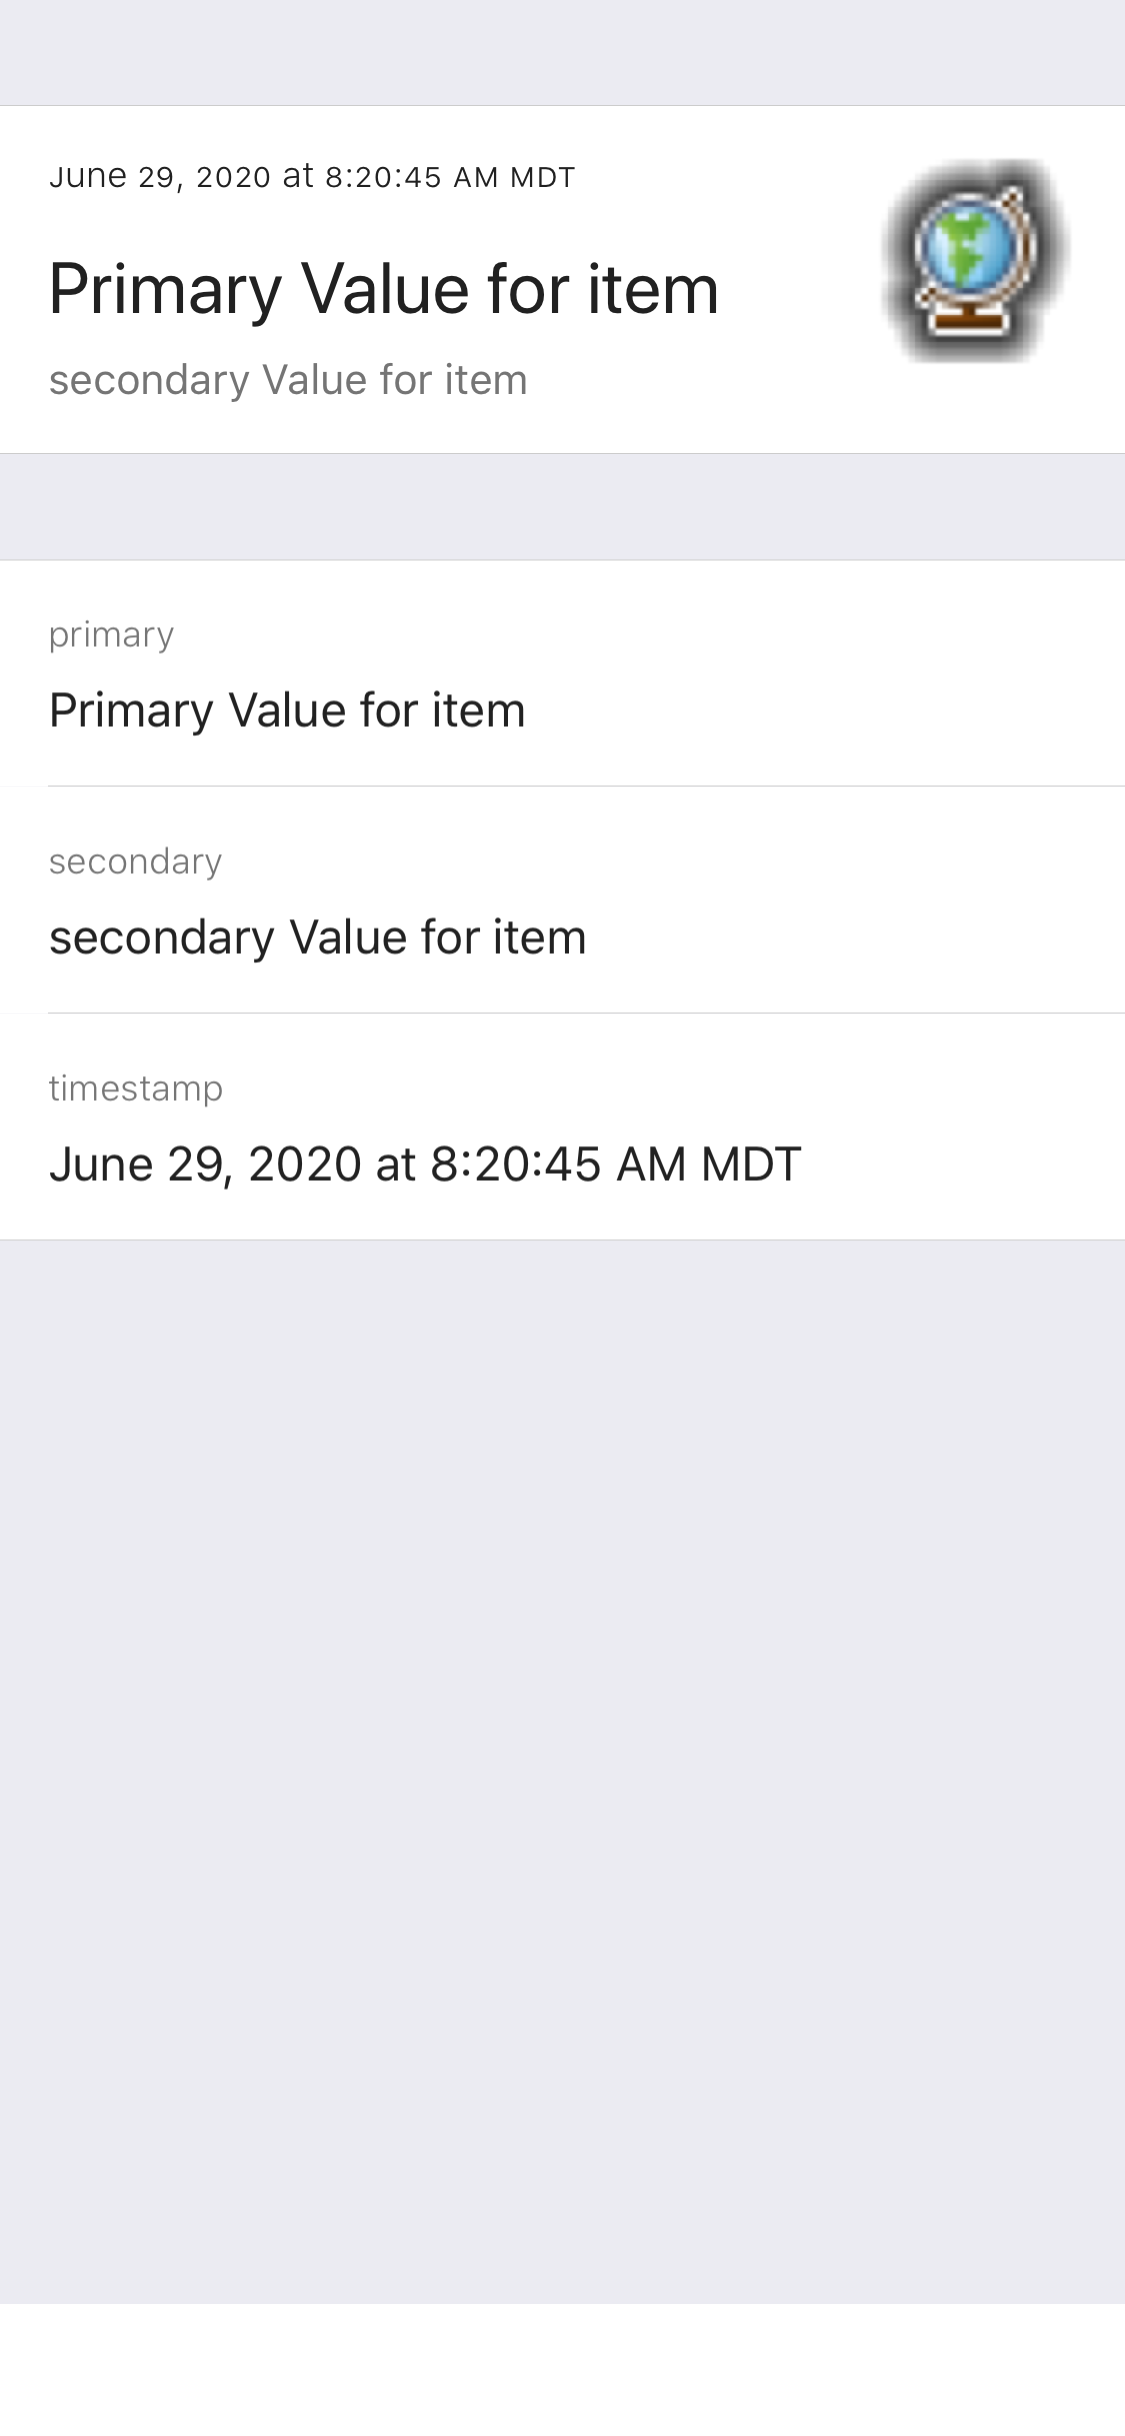 June 29, 2020 at 8:20:45 AM MDT
Primary Value for item
secondary Value for item
primary
Primary Value for item
secondary
secondary Value for item
timestamp
June 29, 2020 at 8:20:45 AM MDT